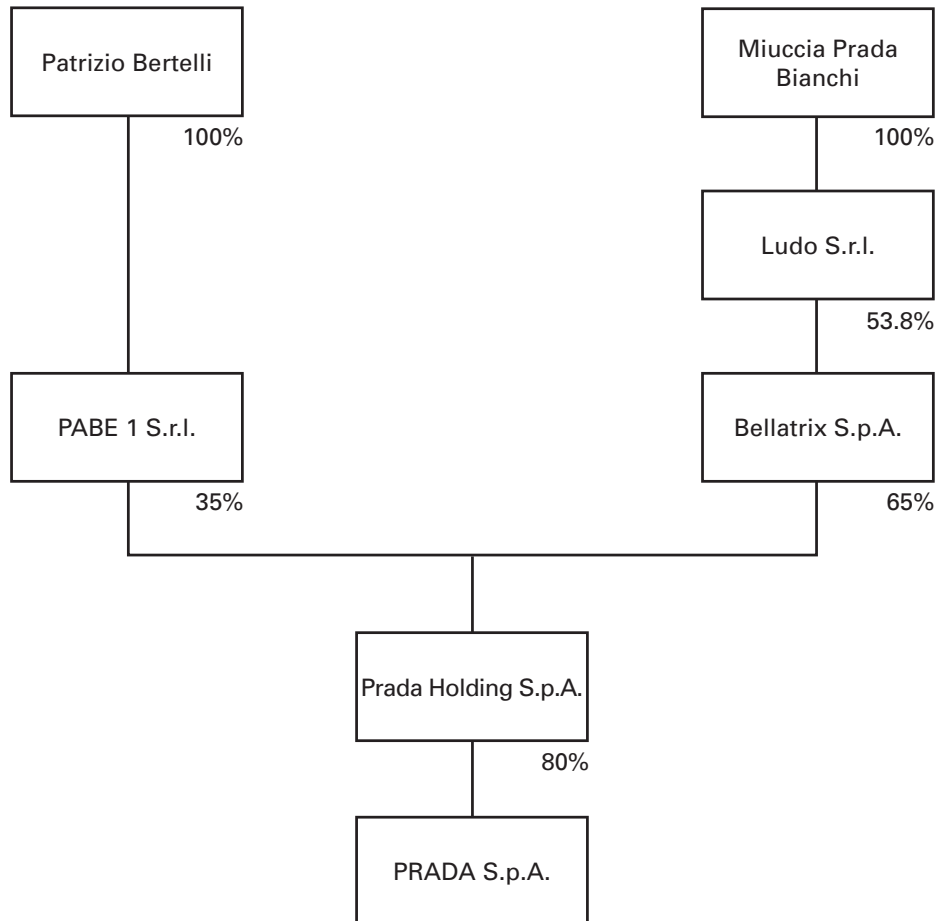 Patrizio Bertelli
Miuccia Prada
Bianchi
100%
100%
Ludo S.r.l.
53.8%
PABE 1 S.r.l.
Bellatrix S.p.A.
35%
65%
Prada Holding S.p.A.
80%
PRADA S.p.A.